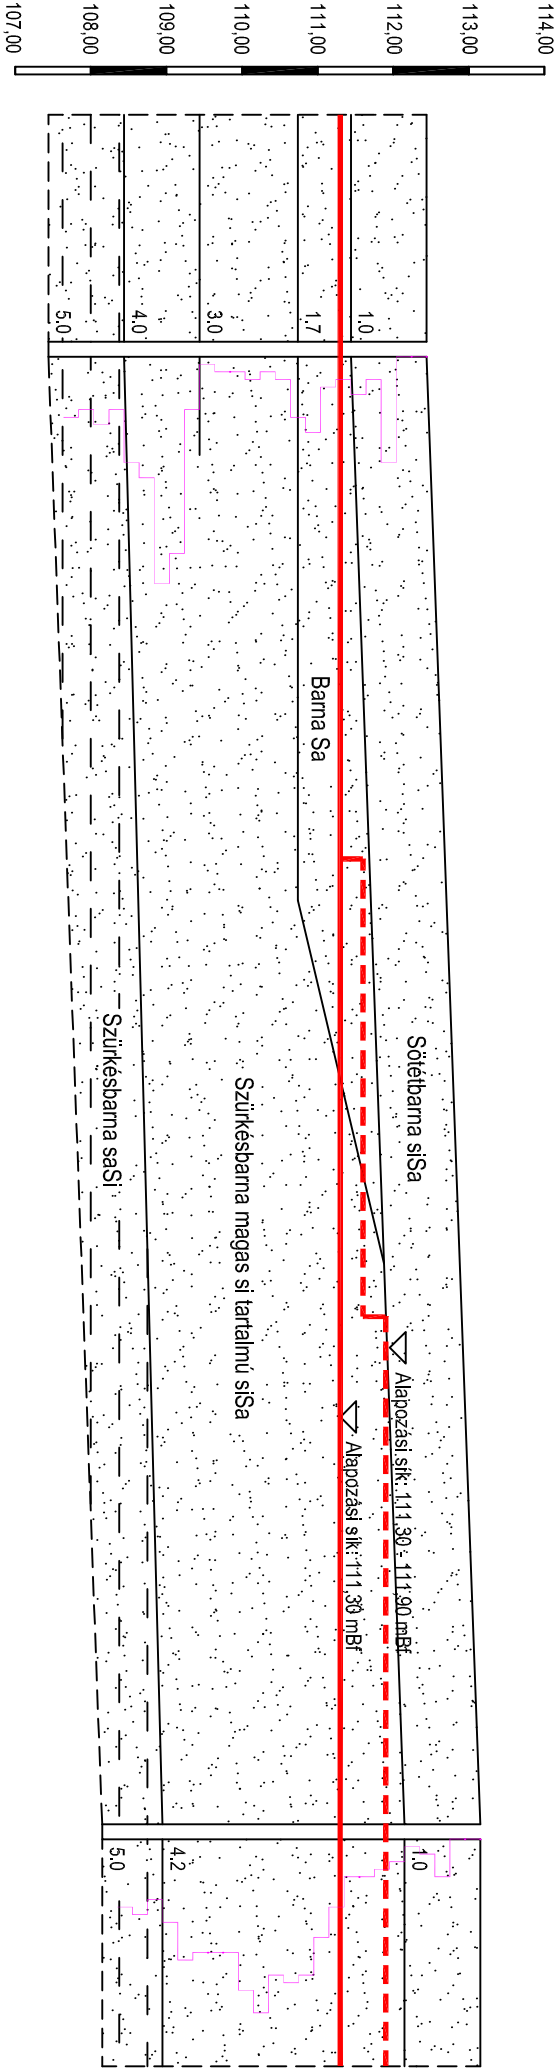 114,00
113,00
112,00
111,00
110,00
109,00
108,00
107,00
1.0
1.7
3.0
4.0
5.0
Sötétbarna siSa
Barna Sa
Szürkésbarna magas si tartalmú siSa
Szürkésbarna saSi
Alapozási sík: 111,30 - 111,90 mBf
Alapozási sík: 111,30 mBf
1.0
4.2
5.0